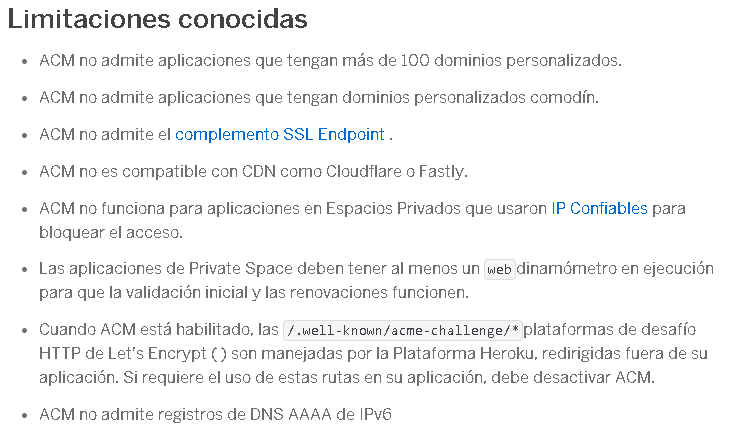 Limitaciones conocidas
ACM no admite aplicaciones que tengan más de 100 dominios personalizados.
ACM no admite aplicaciones que tengan dominios personalizados comodín.
ACM no admite el complemento SSL Endpoint .
ACM no es compatible con CDN como Cloudflare o Fastly.
ACM no funciona para aplicaciones en Espacios Privados que usaron IP Confiables para
bloquear el acceso.
Las aplicaciones de Private Space deben tener al menos un web dinamómetro en ejecución
para que la validación inicial y las renovaciones funcionen.
Cuando ACM está habilitado, las /.well-known/acme-challenge/* plataformas de desafío
HTTP de Let's Encrypt ( ) son manejadas por la Plataforma Heroku, redirigidas fuera de su
aplicación. Si requiere el uso de estas rutas en su aplicación, debe desactivar ACM.
ACM no admite registros de DNS AAAA de IPv6